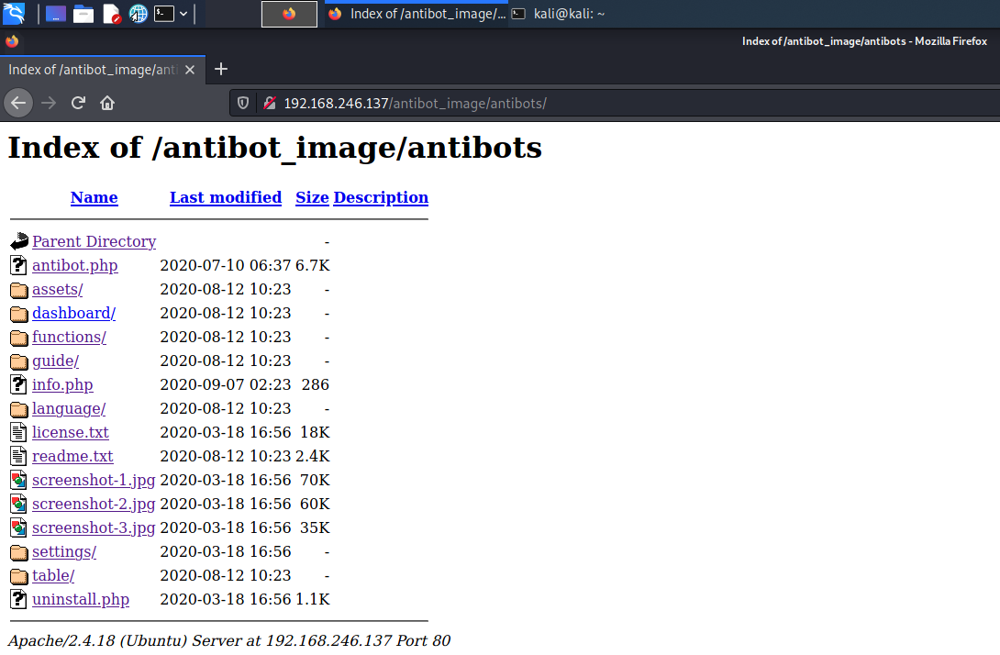 Index of /antibot_image/anti... kali@kali: ~
Index of /antibot_image/antibots - Mozilla Firefox
Index of /antibot_image/anti
192.168.246.137/antibot_image/antibots/
Index of /antibot_image/antibots
Name Last modified Size Description
Parent Directory -
antibot.php 2020-07-10 06:37 6.7K
assets/ 2020-08-12 10:23 -
dashboard/ 2020-08-12 10:23 -
functions/ 2020-08-12 10:23 -
guide/ 2020-08-12 10:23 -
info.php 2020-09-07 02:23 286
language/ 2020-08-12 10:23 -
license.txt 2020-03-18 16:56 18K
readme.txt 2020-08-12 10:23 2.4K
screenshot-1.jpg 2020-03-18 16:56 70K
screenshot-2.jpg 2020-03-18 16:56 60K
screenshot-3.jpg 2020-03-18 16:56 35K
settings/ 2020-03-18 16:56 -
table/ 2020-08-12 10:23 -
uninstall.php 2020-03-18 16:56 1.1K
Apache/2.4.18 (Ubuntu) Server at 192.168.246.137 Port 80